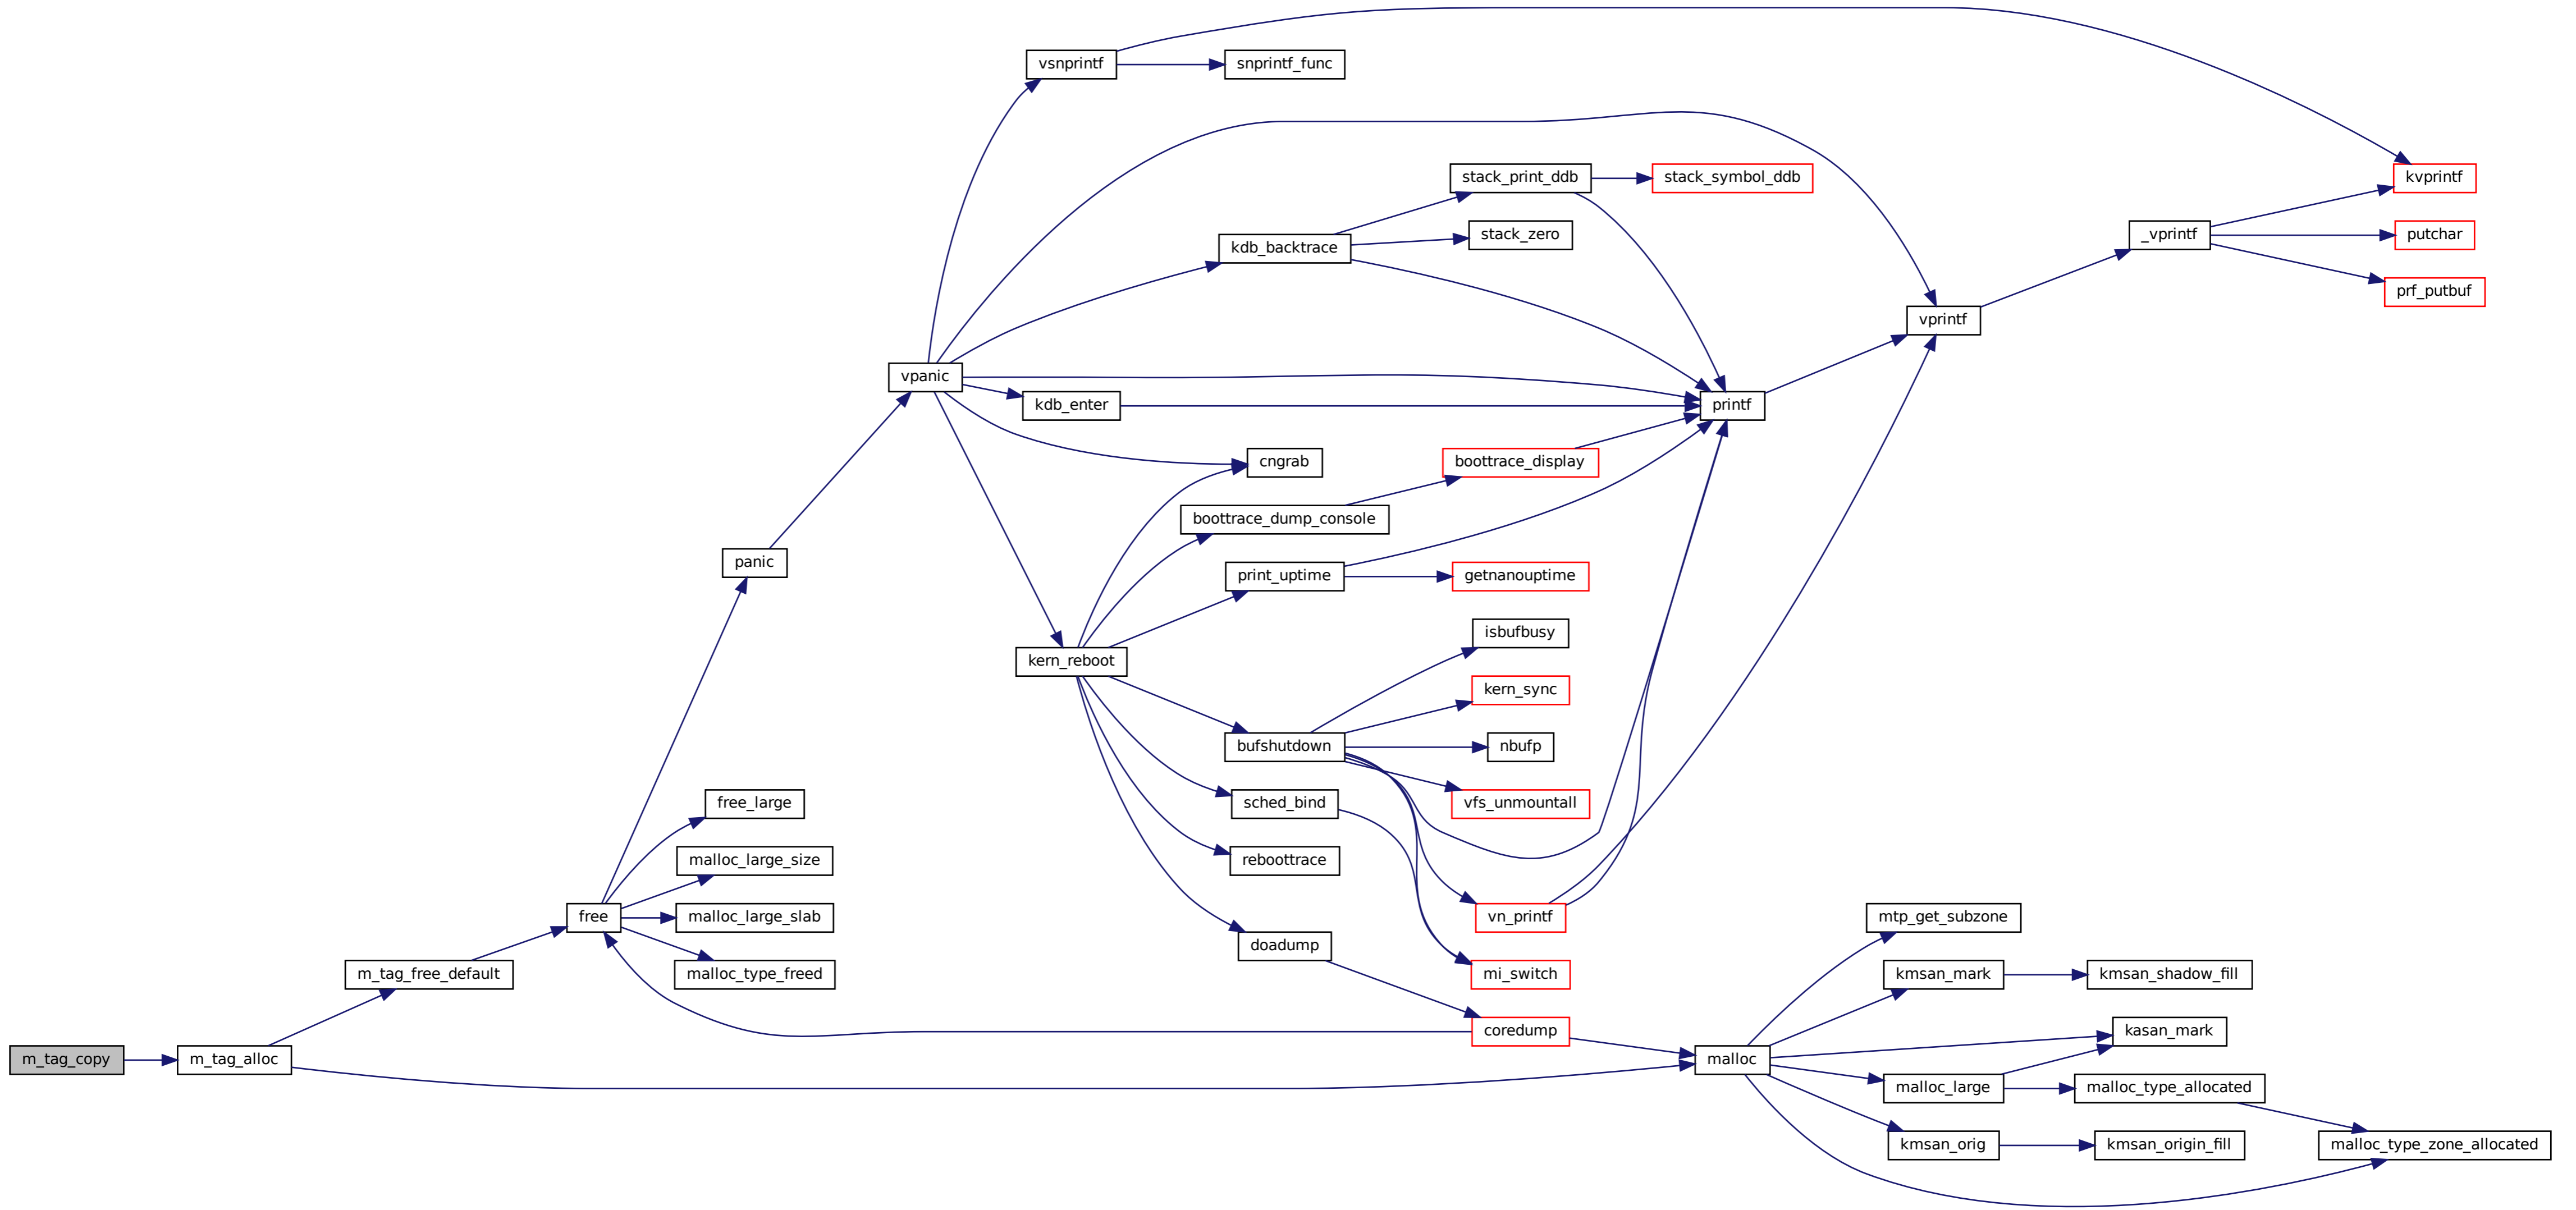 vsnprintf
snprintf_func
stack_print_ddb
stack_symbol_ddb
kvprintf
kdb_backtrace
stack_zero
_vprintf
putchar
prf_putbuf
vprintf
vpanic
kdb_enter
printf
cngrab
boottrace_display
boottrace_dump_console
panic
print_uptime
getnanouptime
isbufbusy
kern_reboot
kern_sync
bufshutdown
nbufp
free_large
sched_bind
vfs_unmountall
malloc_large_size
reboottrace
free
malloc_large_slab
vn_printf
mtp_get_subzone
doadump
m_tag_free_default
malloc_type_freed
mi_switch
kmsan_mark
kmsan_shadow_fill
coredump
kasan_mark
m_tag_copy
m_tag_alloc
malloc
malloc_large
malloc_type_allocated
kmsan_orig
kmsan_origin_fill
malloc_type_zone_allocated